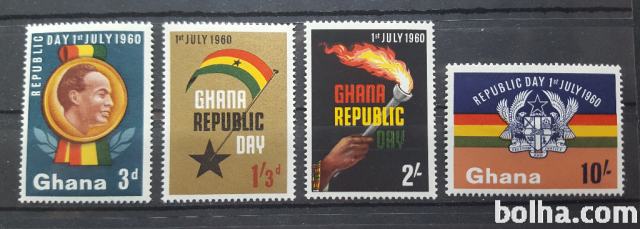 REPUBLIC DAY 1ST JULY 1960
Ghana 3d
1ST JULY 1960
GHANA
REPUBLIC
DAY
1/3d
1ST JULY 1960
GHANA
REPUBLIC
DAY
2/-
REPUBLIC DAY 1ST JULY 1960
Ghana 10/-
bolha.com